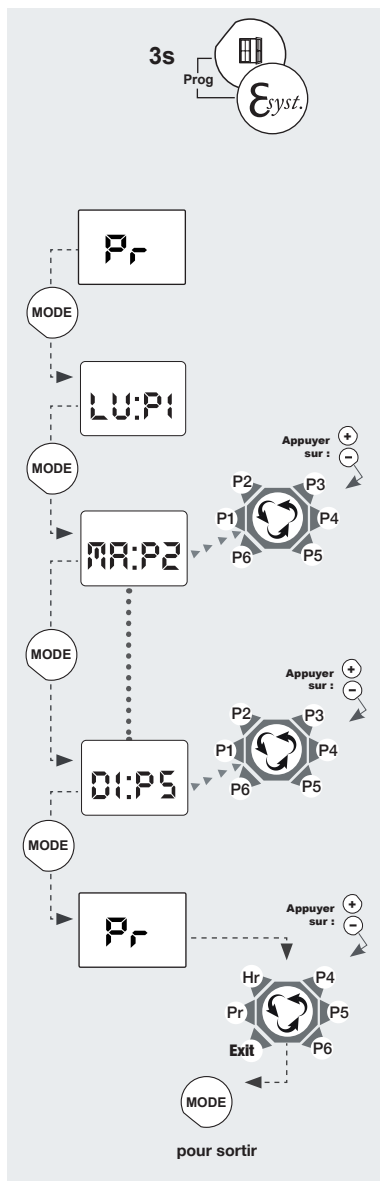 3s
Prog
Esyst.
Pr
MODE
LU:P1
MODE
Appuyer
sur :
+
-
P2 P3
P1 P4
P6 P5
MA:P2
MODE
Appuyer
sur :
+
-
P2 P3
P1 P4
P6 P5
DI:P5
MODE
Pr
Appuyer
sur :
+
-
Hr P4
Pr P5
Exit P6
MODE
pour sortir